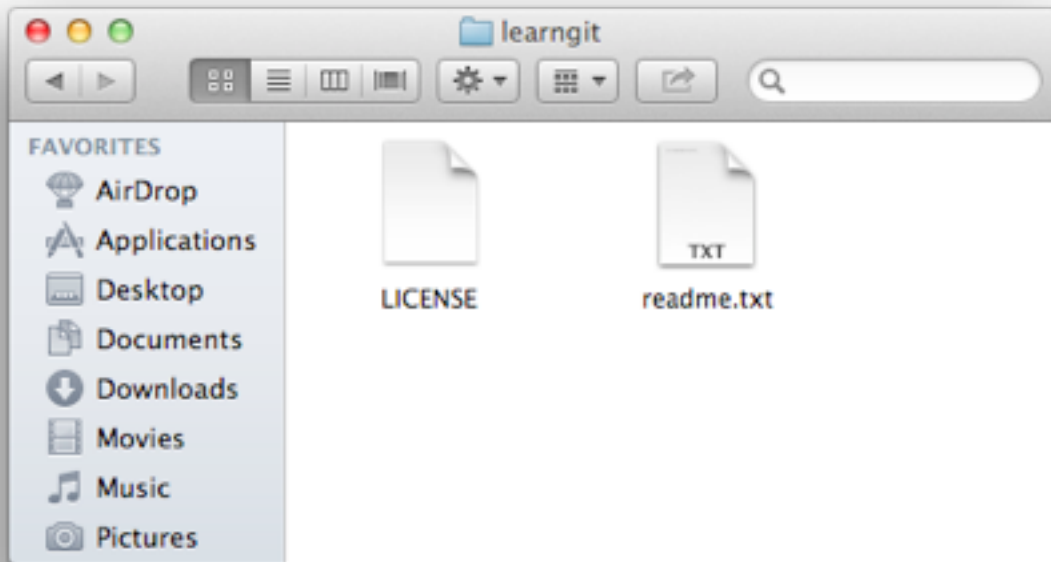 learngit
FAVORITES
AirDrop
Applications
Desktop
Documents
Downloads
Movies
Music
Pictures
TXT
LICENSE
readme.txt